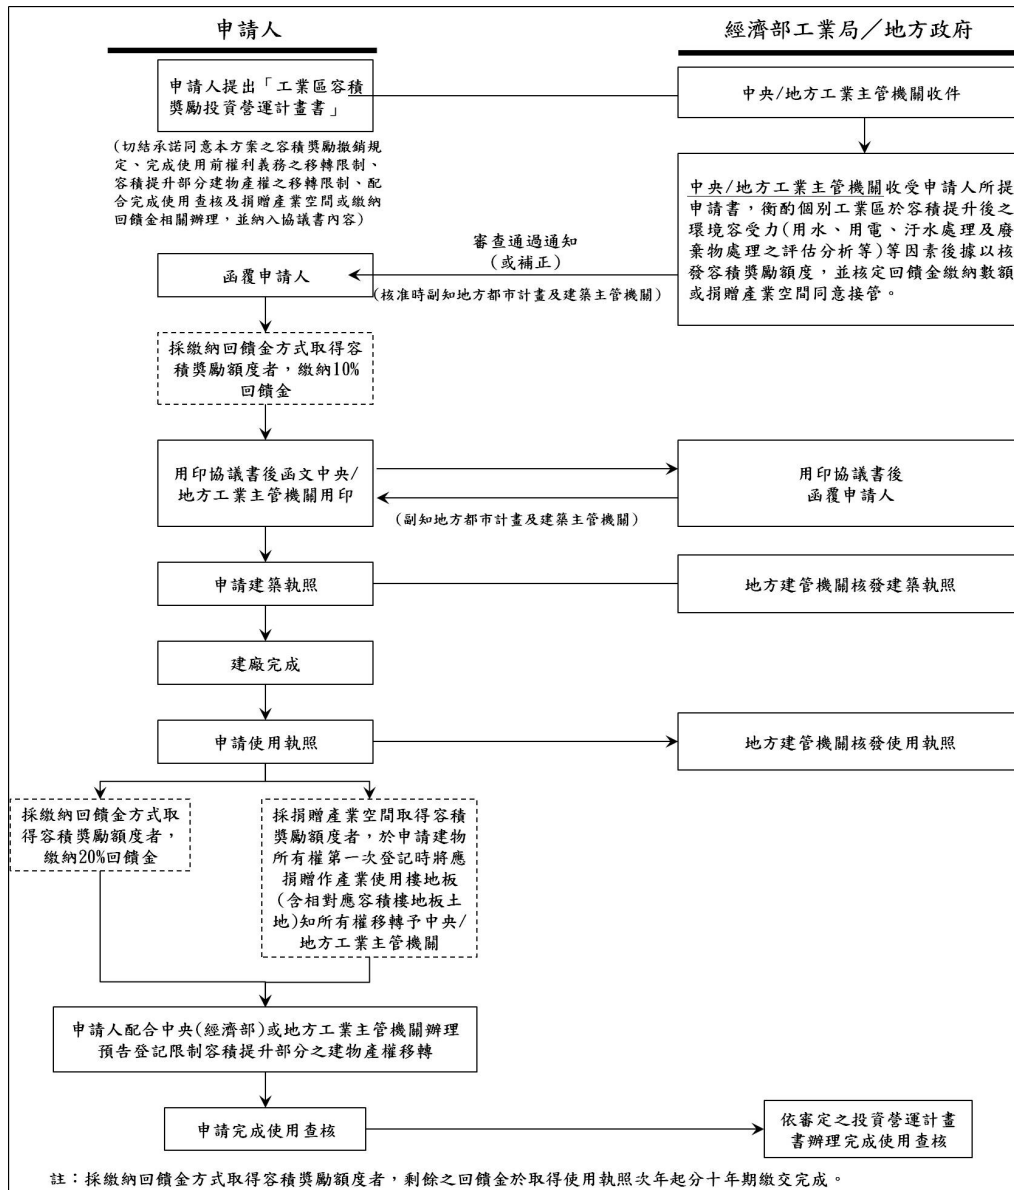 申請人
經濟部工業局／地方政府
申請人提出「工業區容積
獎勵投資營運計畫書」
中央/地方工業主管機關收件
(切結承諾同意本方案之容積獎勵撤銷規
定、完成使用前權利義務之移轉限制、
容積提升部分建物產權之移轉限制、配
合完成使用查核及捐贈產業空間或繳納
回饋金相關辦理，並納入協議書內容)
中央/地方工業主管機關收受申請人所提
申請書，衡酌個別工業區於容積提升後之
環境容受力(用水、用電、汙水處理及廢
棄物處理之評估分析等)等因素後據以核
發容積獎勵額度，並核定回饋金繳納數額
或捐贈產業空間同意接管。
審查通過通知
(或補正)
(核准時副知地方都市計畫及建築主管機關)
函覆申請人
採繳納回饋金方式取得容
積獎勵額度者，繳納10%
回饋金
用印協議書後函文中央/
地方工業主管機關用印
用印協議書後
函覆申請人
(副知地方都市計畫及建築主管機關)
申請建築執照
地方建管機關核發建築執照
建廠完成
申請使用執照
地方建管機關核發使用執照
採繳納回饋金方式取
得容積獎勵額度者，
繳納20%回饋金
採捐贈產業空間取得容積
獎勵額度者，於申請建物
所有權第一次登記時將應
捐贈作產業使用樓地板
(含相對應容積樓地板土
地)知所有權移轉予中央/
地方工業主管機關
申請人配合中央(經濟部)或地方工業主管機關辦理
預告登記限制容積提升部分之建物產權移轉
申請完成使用查核
依審定之投資營運計畫
書辦理完成使用查核
註：採繳納回饋金方式取得容積獎勵額度者，剩餘之回饋金於取得使用執照次年起分十年期繳交完成。